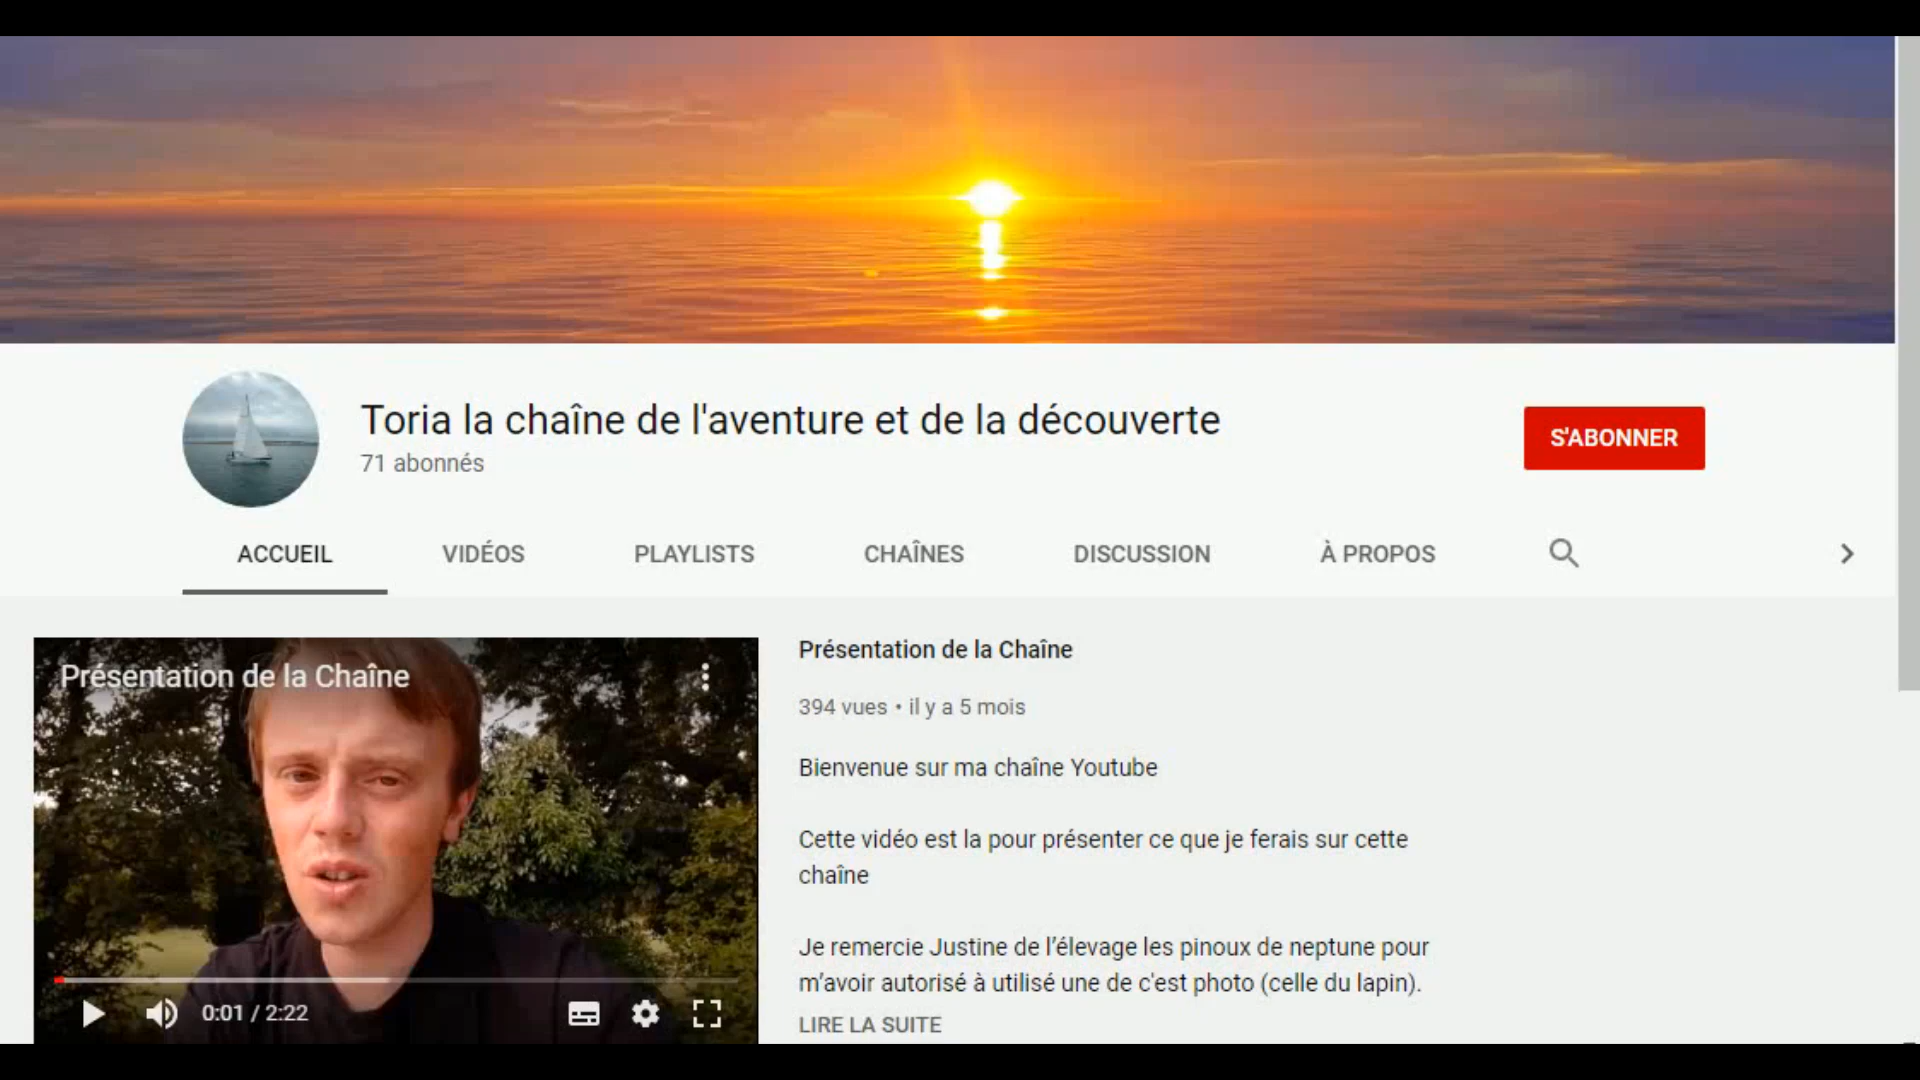 Toria la chaîne de l'aventure et de la découverte
71 abonnés
S'ABONNER
ACCUEIL
VIDÉOS
PLAYLISTS
CHAÎNES
DISCUSSION
À PROPOS
Présentation de la Chaîne
0:01 / 2:22
Présentation de la Chaîne
394 vues • il y a 5 mois
Bienvenue sur ma chaîne Youtube
Cette vidéo est la pour présenter ce que je ferais sur cette
chaîne
Je remercie Justine de l’élevage les pinoux de neptune pour
m’avoir autorisé à utilisé une de c'est photo (celle du lapin).
LIRE LA SUITE